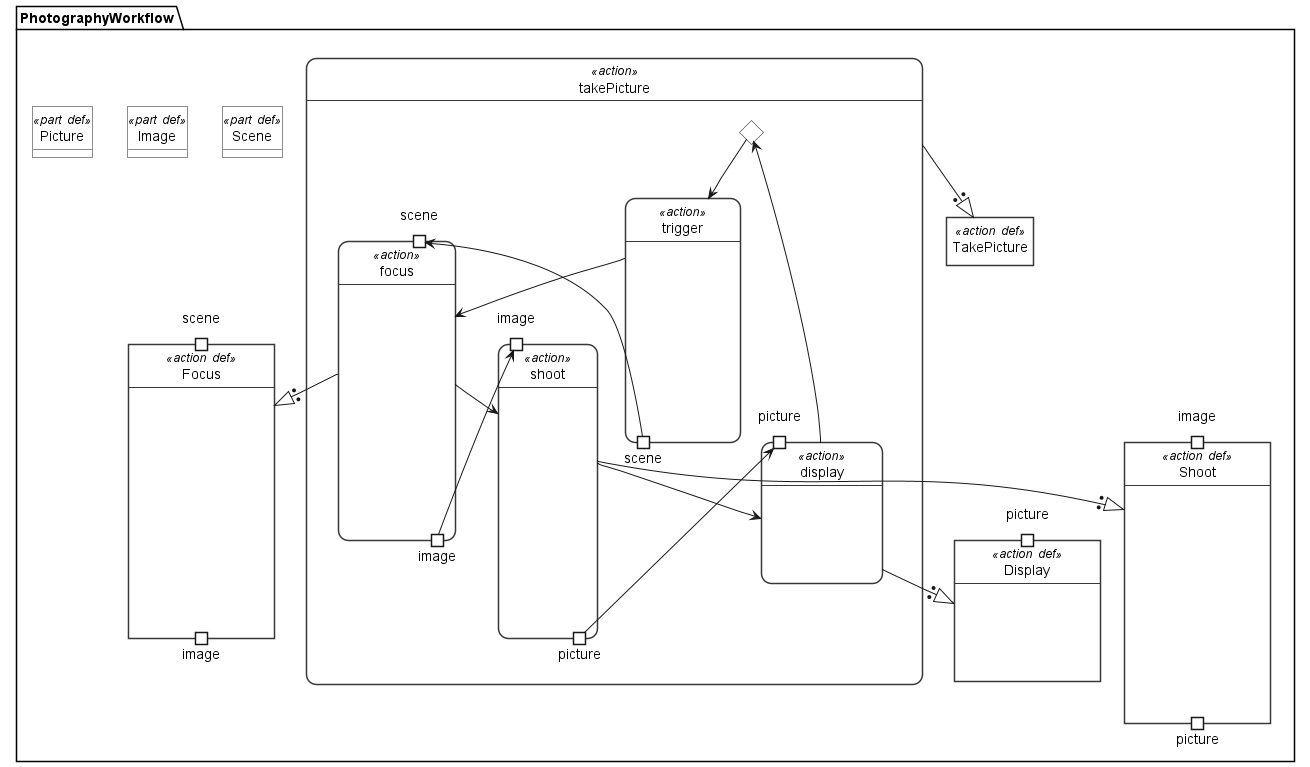 PhotographyWorkflow
«action»
takePicture
«part def»
Picture
«part def»
Image
«part def»
Scene
scene
«action»
trigger
«action def»
TakePicture
«action»
focus
scene
image
«action def»
Focus
«action»
shoot
picture
image
scene
«action»
display
«action def»
Shoot
picture
image
«action def»
Display
image
picture
picture